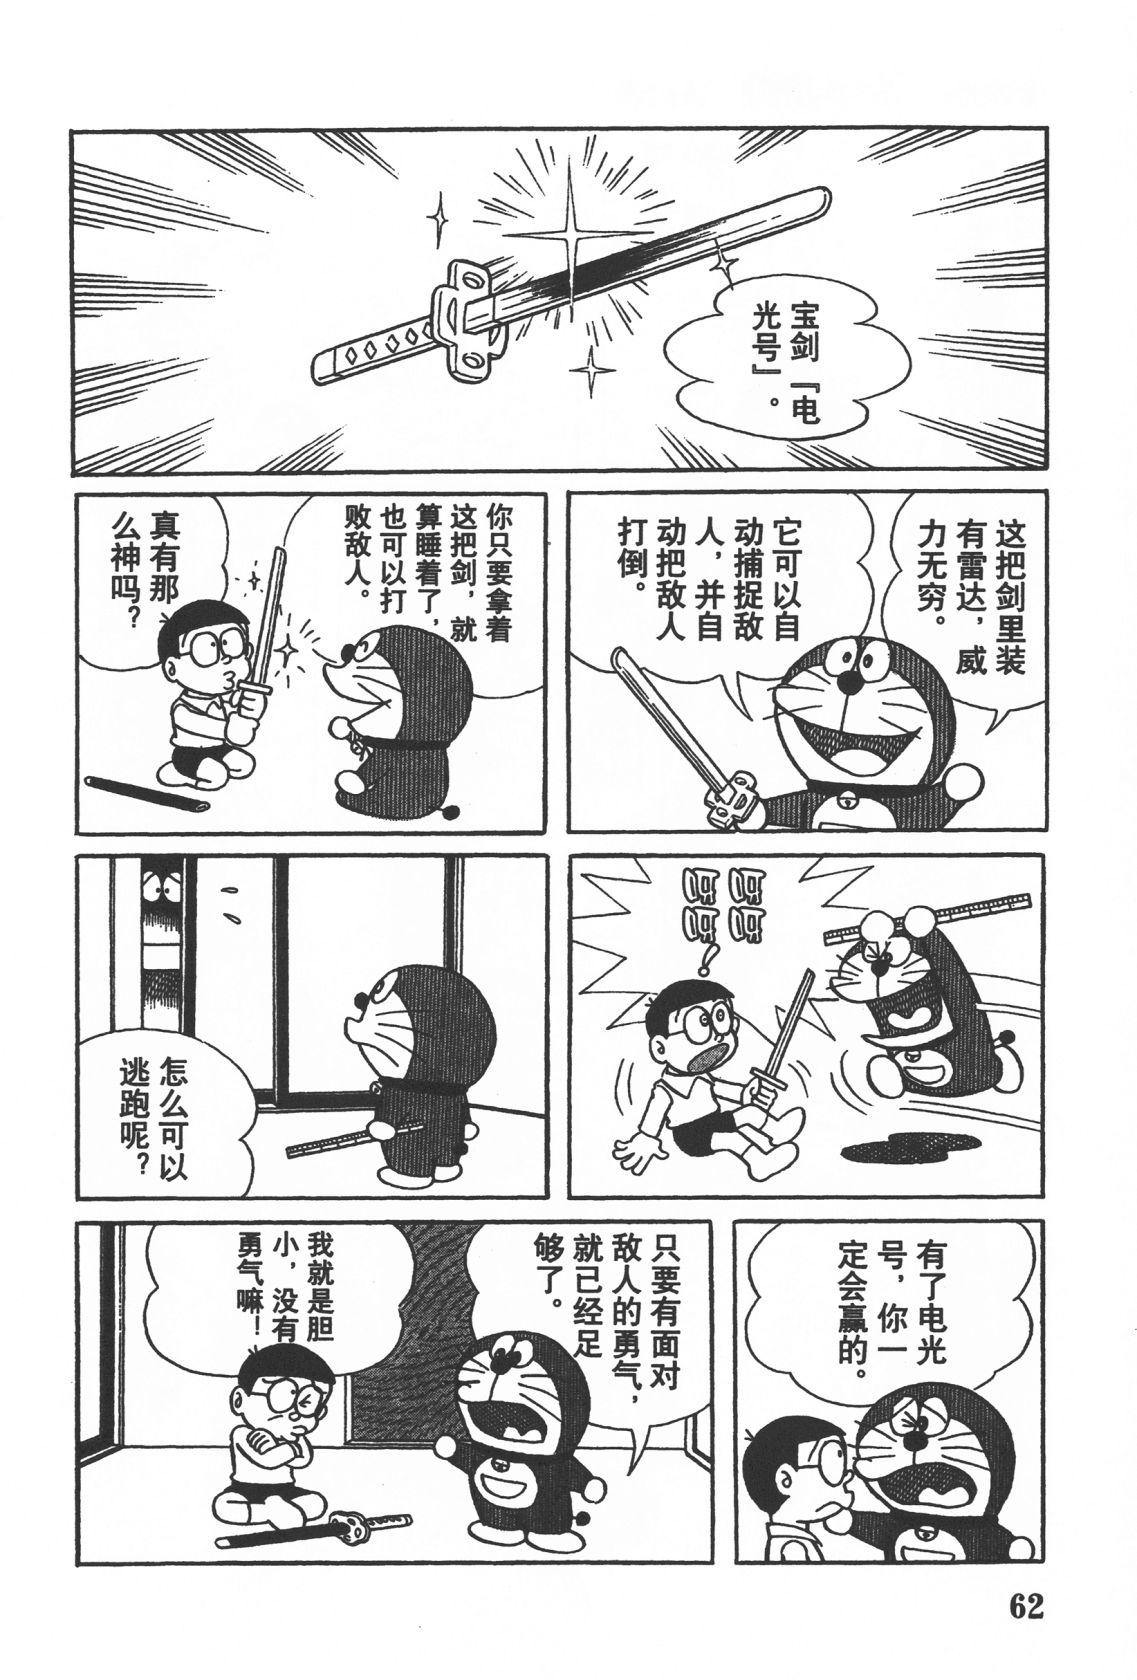 宝剑『电
光号』。
这把剑里装
有雷达，威
力无穷。
它可以自
动捕捉敌
人，并自
动把敌人
打倒。
你只要拿着
这把剑，就
算睡着了，
也可以打
败敌人。
真有那
么神吗？
呀呀
呀呀！
怎么可以
逃跑呢？
有了电光
号，你一
定会赢的。
只要有面对
敌人的勇气，
就已经足
够了。
我就是胆
小，没有
勇气嘛！
62